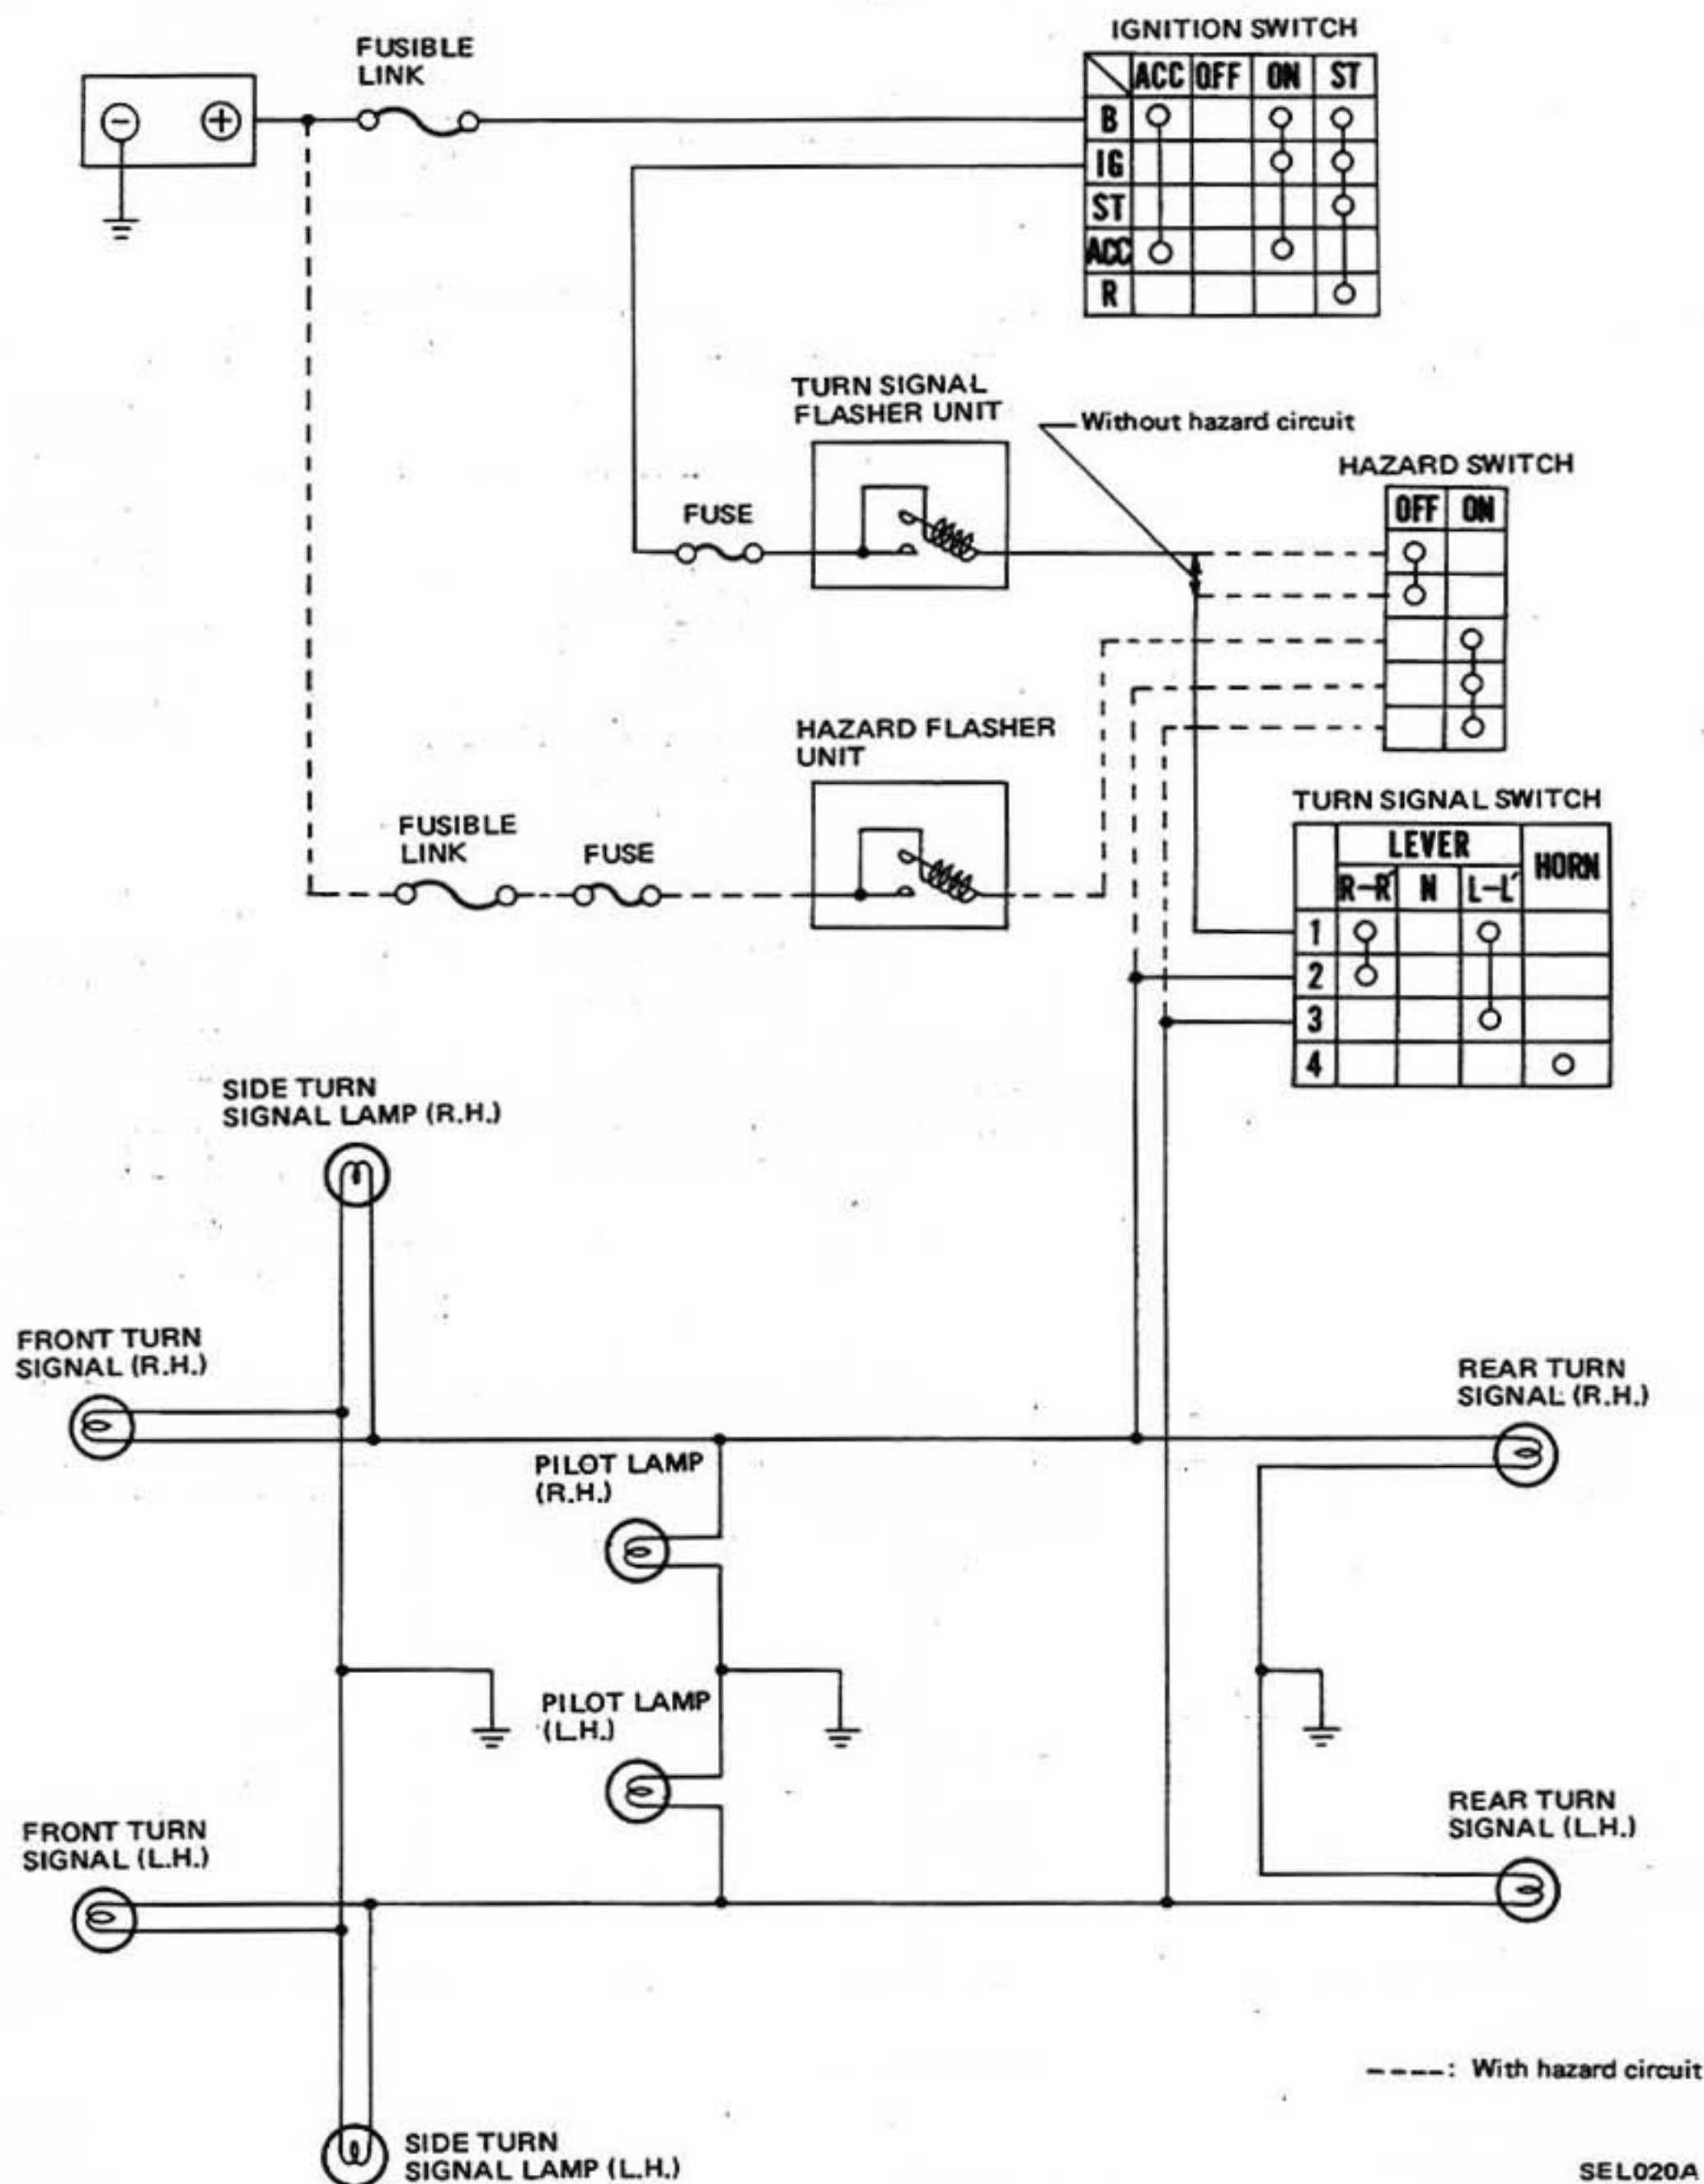 IGNITION SWITCH
FUSIBLE
LINK
ACC OFF ON ST
B
IG
ST
ACC
R
- +
TURN SIGNAL
FLASHER UNIT
Without hazard circuit
HAZARD SWITCH
OFF ON
FUSE
HAZARD FLASHER
UNIT
TURN SIGNAL SWITCH
LEVER
HORN
R-R' N L-L'
1
2
3
4
FUSIBLE
LINK
FUSE
SIDE TURN
SIGNAL LAMP (R.H.)
FRONT TURN
SIGNAL (R.H.)
REAR TURN
SIGNAL (R.H.)
PILOT LAMP
(R.H.)
PILOT LAMP
(L.H.)
FRONT TURN
SIGNAL (L.H.)
REAR TURN
SIGNAL (L.H.)
----: With hazard circuit
SIDE TURN
SIGNAL LAMP (L.H.)
SEL020A